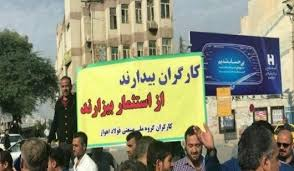 کارگران بیدارند
از استثمار بیزارند
کارگران گروه ملی صنعتی فولاد اهواز